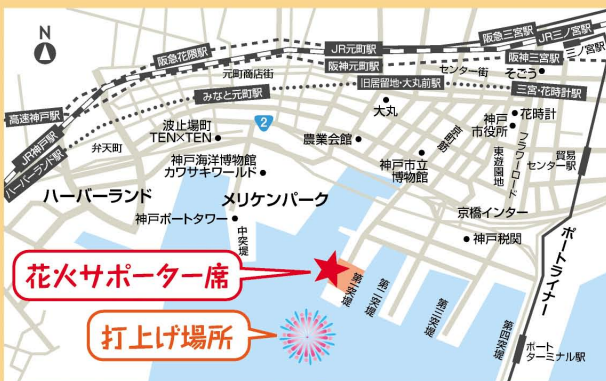 N
阪急花隈駅
JR元町駅
阪急三宮駅
JR三ノ宮駅
三ノ宮駅
阪神三宮駅
阪神元町駅
元町商店街
センター街
そごう
旧居留地・大丸前駅
みなと元町駅
三宮・花時計駅
高速神戸駅
JR神戸駅
ハーバーランド駅
弁天町
波止場町
TEN×TEN
2
大丸
農業会館
京町筋
神戸
市役所
花時計
東遊園地
フラワーロード
貿易
センター駅
神戸海洋博物館
カワサキワールド
神戸市立
博物館
ハーバーランド
メリケンパーク
神戸ポートタワー
中突堤
京橋インター
神戸税関
ポートライナー
花火サポーター席
第一突堤
第二突堤
第三突堤
第四突堤
打上げ場所
ポート
ターミナル駅